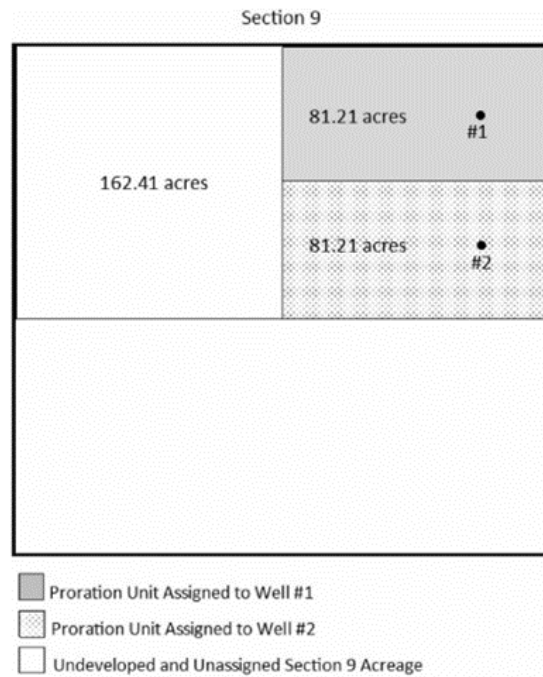 Section 9
81.21 acres
#1
162.41 acres
81.21 acres
#2
Proration Unit Assigned to Well #1
Proration Unit Assigned to Well #2
Undeveloped and Unassigned Section 9 Acreage